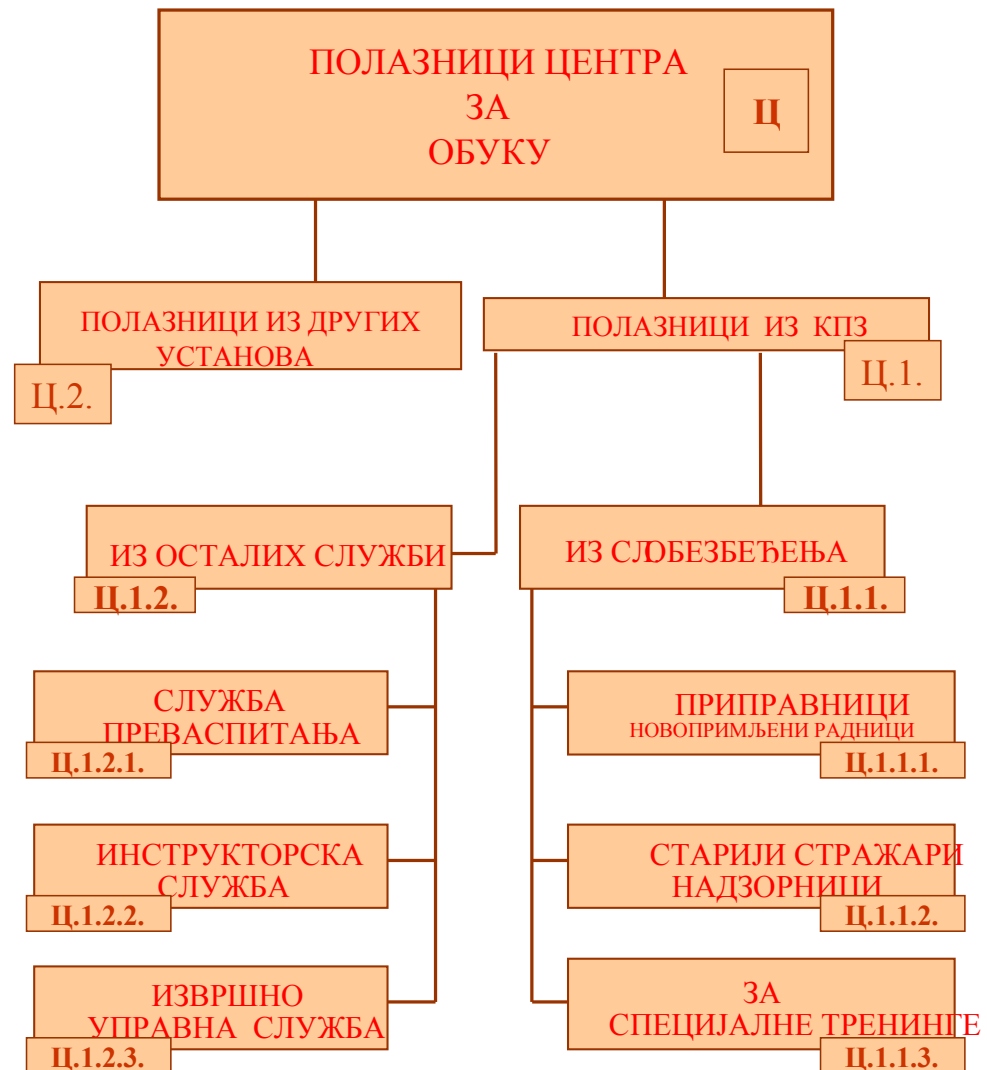 ПОЛАЗНИЦИ ЦЕНТРА
ЗА
ОБУКУ
Ц
ПОЛАЗНИЦИ ИЗ ДРУГИХ
УСТАНОВА
Ц.2.
ПОЛАЗНИЦИ ИЗ КПЗ
Ц.1.
ИЗ ОСТАЛИХ СЛУЖБИ
Ц.1.2.
ИЗ СЛ.ОБЕЗБЕЂЕЊА
Ц.1.1.
СЛУЖБА
ПРЕВАСПИТАЊА
Ц.1.2.1.
ПРИПРАВНИЦИ
НОВОПРИМЉЕНИ РАДНИЦИ
Ц.1.1.1.
ИНСТРУКТОРСКА
СЛУЖБА
Ц.1.2.2.
СТАРИЈИ СТРАЖАРИ
НАДЗОРНИЦИ
Ц.1.1.2.
ИЗВРШНО
УПРАВНА СЛУЖБА
Ц.1.2.3.
ЗА
СПЕЦИЈАЛНЕ ТРЕНИНГЕ
Ц.1.1.3.